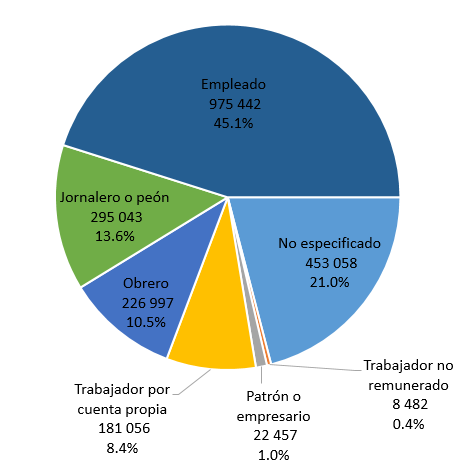 Empleado
975 442
45.1%
Jornalero o peón
295 043
13.6%
No especificado
453 058
21.0%
Obrero
226 997
10.5%
Trabajador por
cuenta propia
181 056
8.4%
Patrón o
empresario
22 457
1.0%
Trabajador no
remunerado
8 482
0.4%